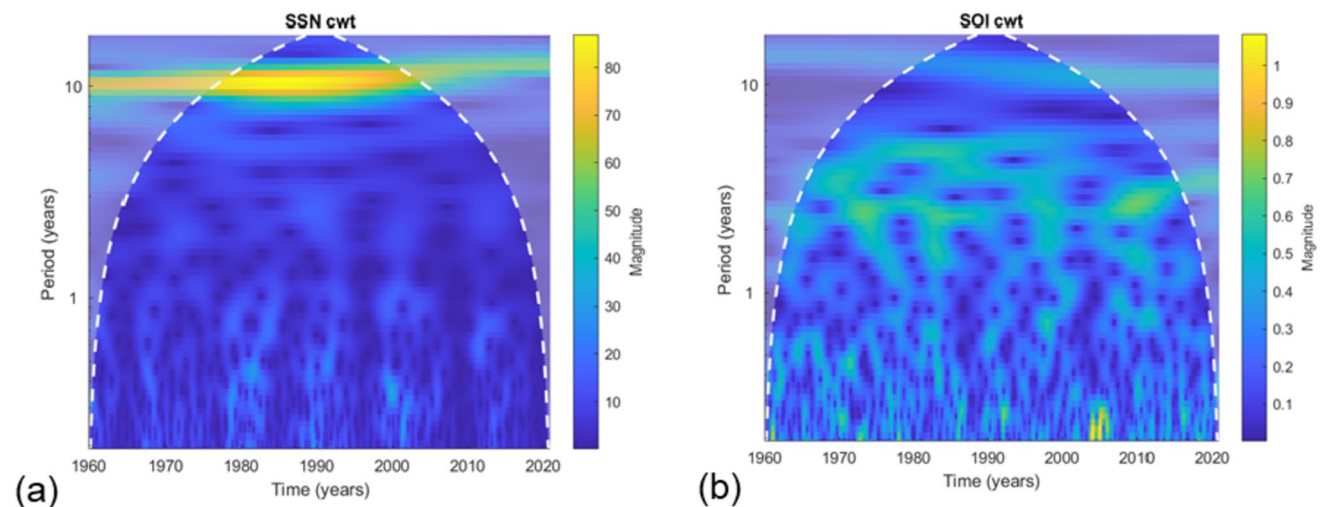 SSN cwt
10
1
Period (years)
1960 1970 1980 1990 2000 2010 2020
Time (years)
80
70
60
50
40
30
20
10
Magnitude
(a)
SOI cwt
10
1
Period (years)
1960 1970 1980 1990 2000 2010 2020
Time (years)
1
0.9
0.8
0.7
0.6
0.5
0.4
0.3
0.2
0.1
Magnitude
(b)